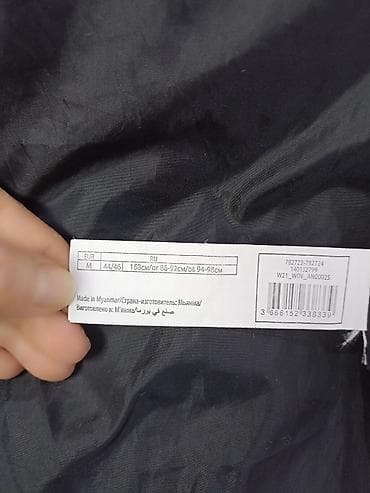 EUR RU
M 44/46 168см/ог 88-92см/об 94-98см
Made in Myanmar/Страна-изготовитель: Мьянма/
Виготовлено в: М'янма/صنع في بورما
782723-792724
140112799
W21_WOV_AN00025
3 666152 338339